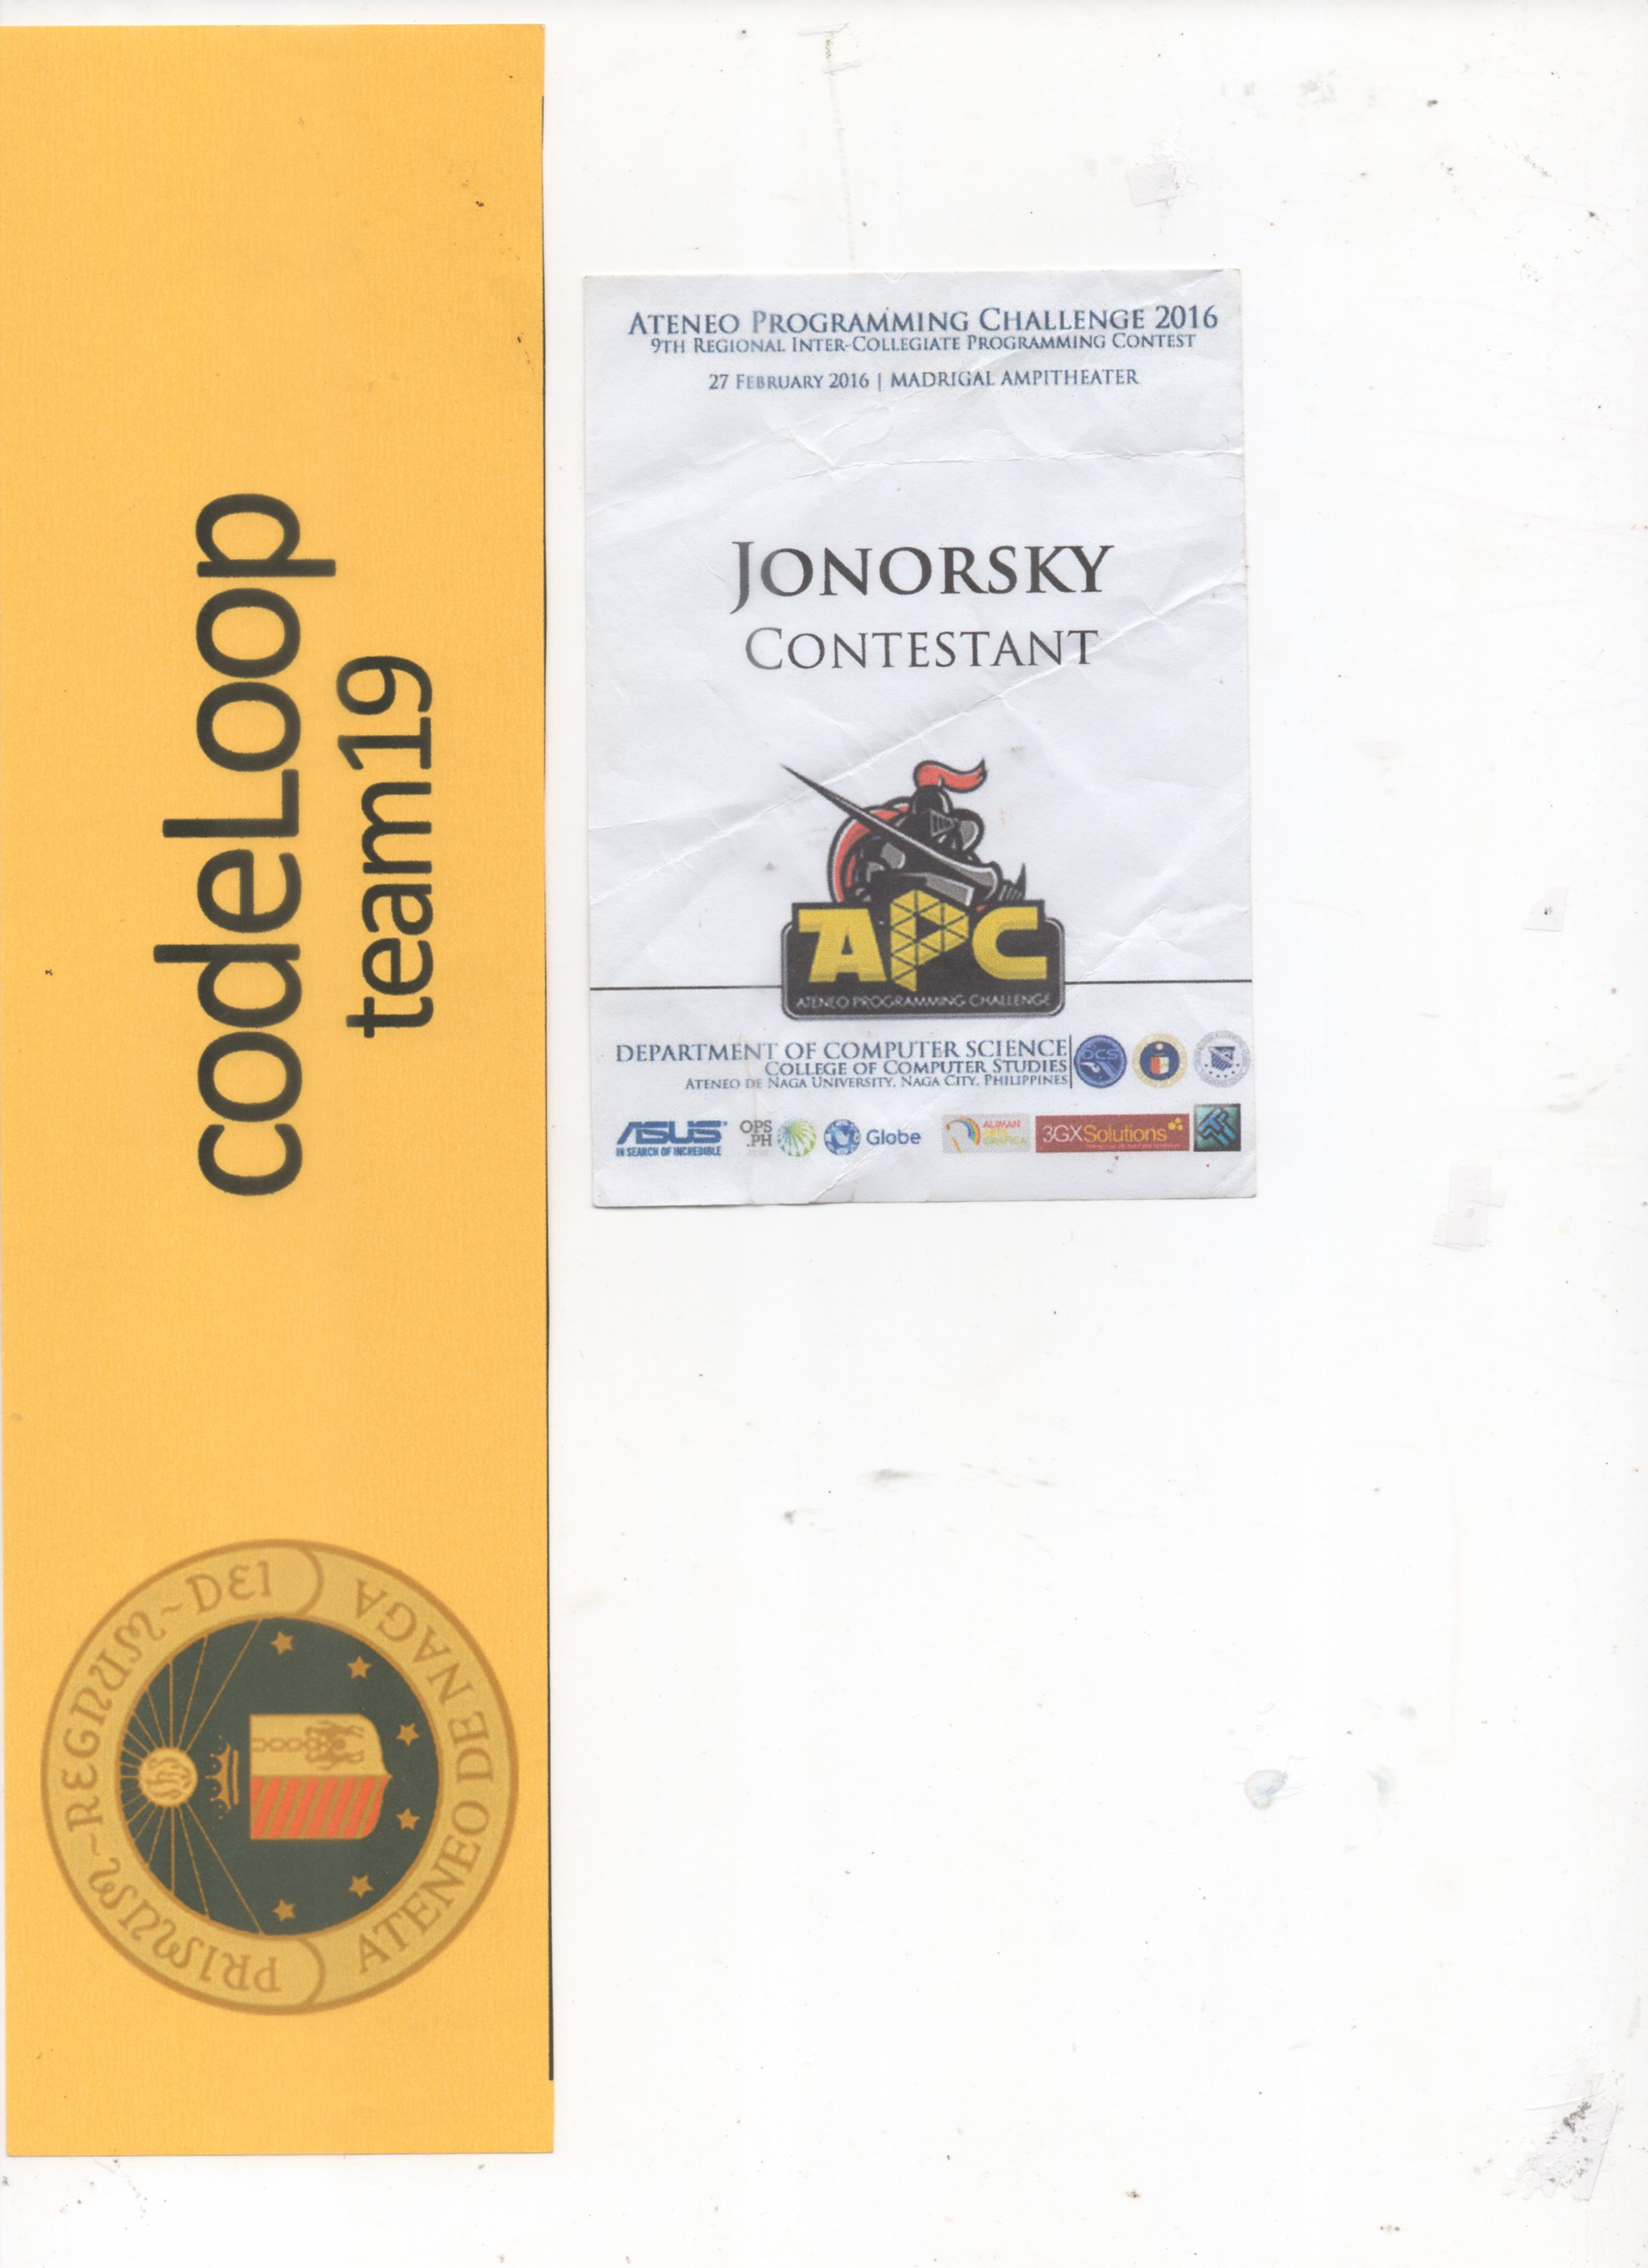 codeLoop
team19
PRIMUM~REGNUM~DEI
ATENEO DE NAGA
ATENEO PROGRAMMING CHALLENGE 2016
9TH REGIONAL INTER-COLLEGIATE PROGRAMMING CONTEST
27 FEBRUARY 2016 | MADRIGAL AMPITHEATER
JONORSKY
CONTESTANT
APC
ATENEO PROGRAMMING CHALLENGE
DEPARTMENT OF COMPUTER SCIENCE
COLLEGE OF COMPUTER STUDIES
ATENEO DE NAGA UNIVERSITY, NAGA CITY, PHILIPPINES
DCS
ASUS
IN SEARCH OF INCREDIBLE
OPS
.PH
Globe
ALIMAN
3GXSolutions